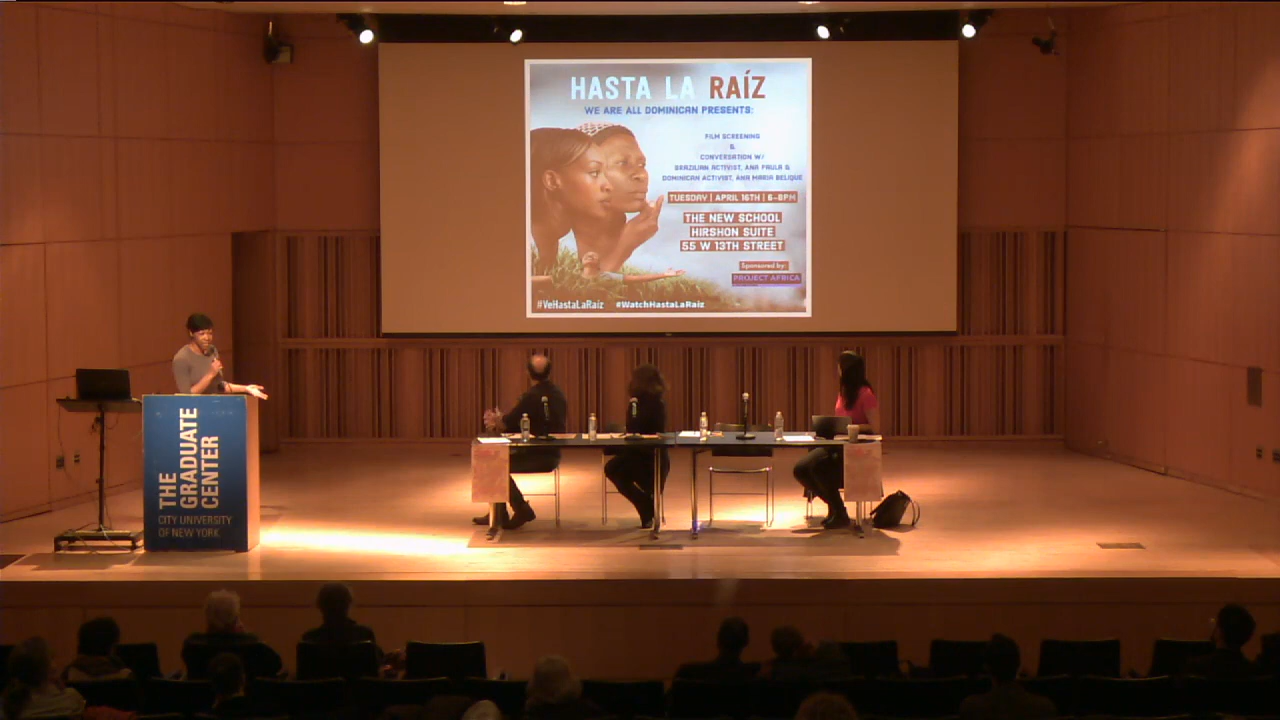 HASTA LA RAÍZ
WE ARE ALL DOMINICAN PRESENTS:
FILM SCREENING
&
CONVERSATION W/
BRAZILIAN ACTIVIST, ANA PAULA &
DOMINICAN ACTIVIST, ANA MARIA BELIQUE
TUESDAY | APRIL 16TH | 6-8PM
THE NEW SCHOOL
HIRSHON SUITE
55 W 13TH STREET
Sponsored by:
PROJECT AFRICA
#VeHastaLaRaíz #WatchHastaLaRaiz
THE
GRADUATE
CENTER
CITY UNIVERSITY
OF NEW YORK